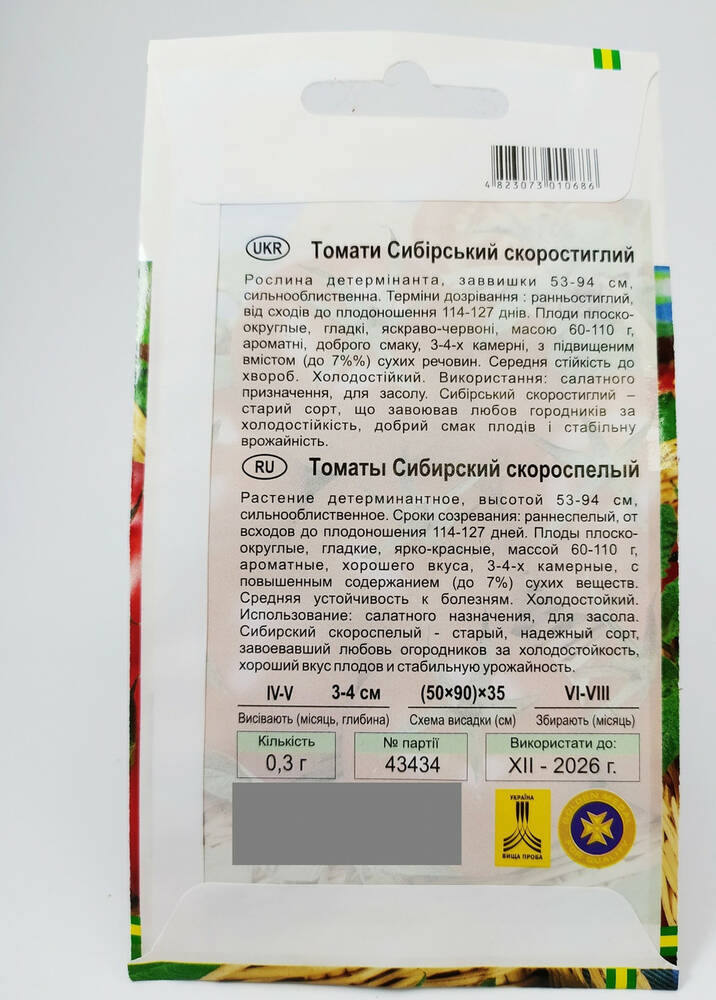 4 823073 010686
UKR Томати Сибірський скоростиглий
Рослина детермінанта, заввишки 53-94 см,
сильнооблиственна. Терміни дозрівання : ранньостиглий,
від сходів до плодоношення 114-127 днів. Плоди плоско-
округлые, гладкі, яскраво-червоні, масою 60-110 г,
ароматні, доброго смаку, 3-4-х камерні, з підвищеним
вмістом (до 7%%) сухих речовин. Середня стійкість до
хвороб. Холодостійкий. Використання: салатного
призначення, для засолу. Сибірський скоростиглий –
старий сорт, що завоював любов городників за
холодостійкість, добрий смак плодів і стабільну
врожайність.
RU Томаты Сибирский скороспелый
Растение детерминантное, высотой 53-94 см,
сильнооблиственное. Сроки созревания: раннеспелый, от
всходов до плодоношения 114-127 дней. Плоды плоско-
округлые, гладкие, ярко-красные, массой 60-110 г,
ароматные, хорошего вкуса, 3-4-х камерные, с
повышенным содержанием (до 7%) сухих веществ.
Средняя устойчивость к болезням. Холодостойкий.
Использование: салатного назначения, для засола.
Сибирский скороспелый - старый, надежный сорт,
завоевавший любовь огородников за холодостойкость,
хороший вкус плодов и стабильную урожайность.
IV-V 3-4 см (50×90)×35 VI-VIII
Висівають (місяць, глибина) Схема висадки (см) Збирають (місяць)
Кількість № партії Використати до:
0,3 г 43434 XII - 2026 г.
УКРАЇНА
ВИЩА ПРОБА
QUALITY